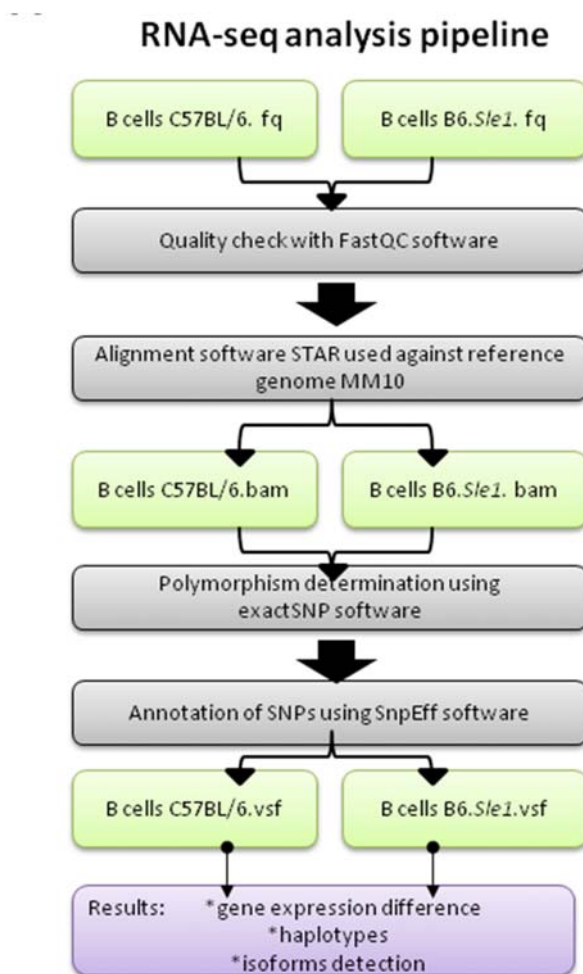 RNA-seq analysis pipeline
B cells C57BL/6. fq
B cells B6.Sle1. fq
Quality check with FastQC software
Alignment software STAR used against reference
genome MM10
B cells C57BL/6.bam
B cells B6.Sle1. bam
Polymorphism determination using
exactSNP software
Annotation of SNPs using SnpEff software
B cells C57BL/6.vsf
B cells B6.Sle1.vsf
Results: *gene expression difference
*haplotypes
*isoforms detection